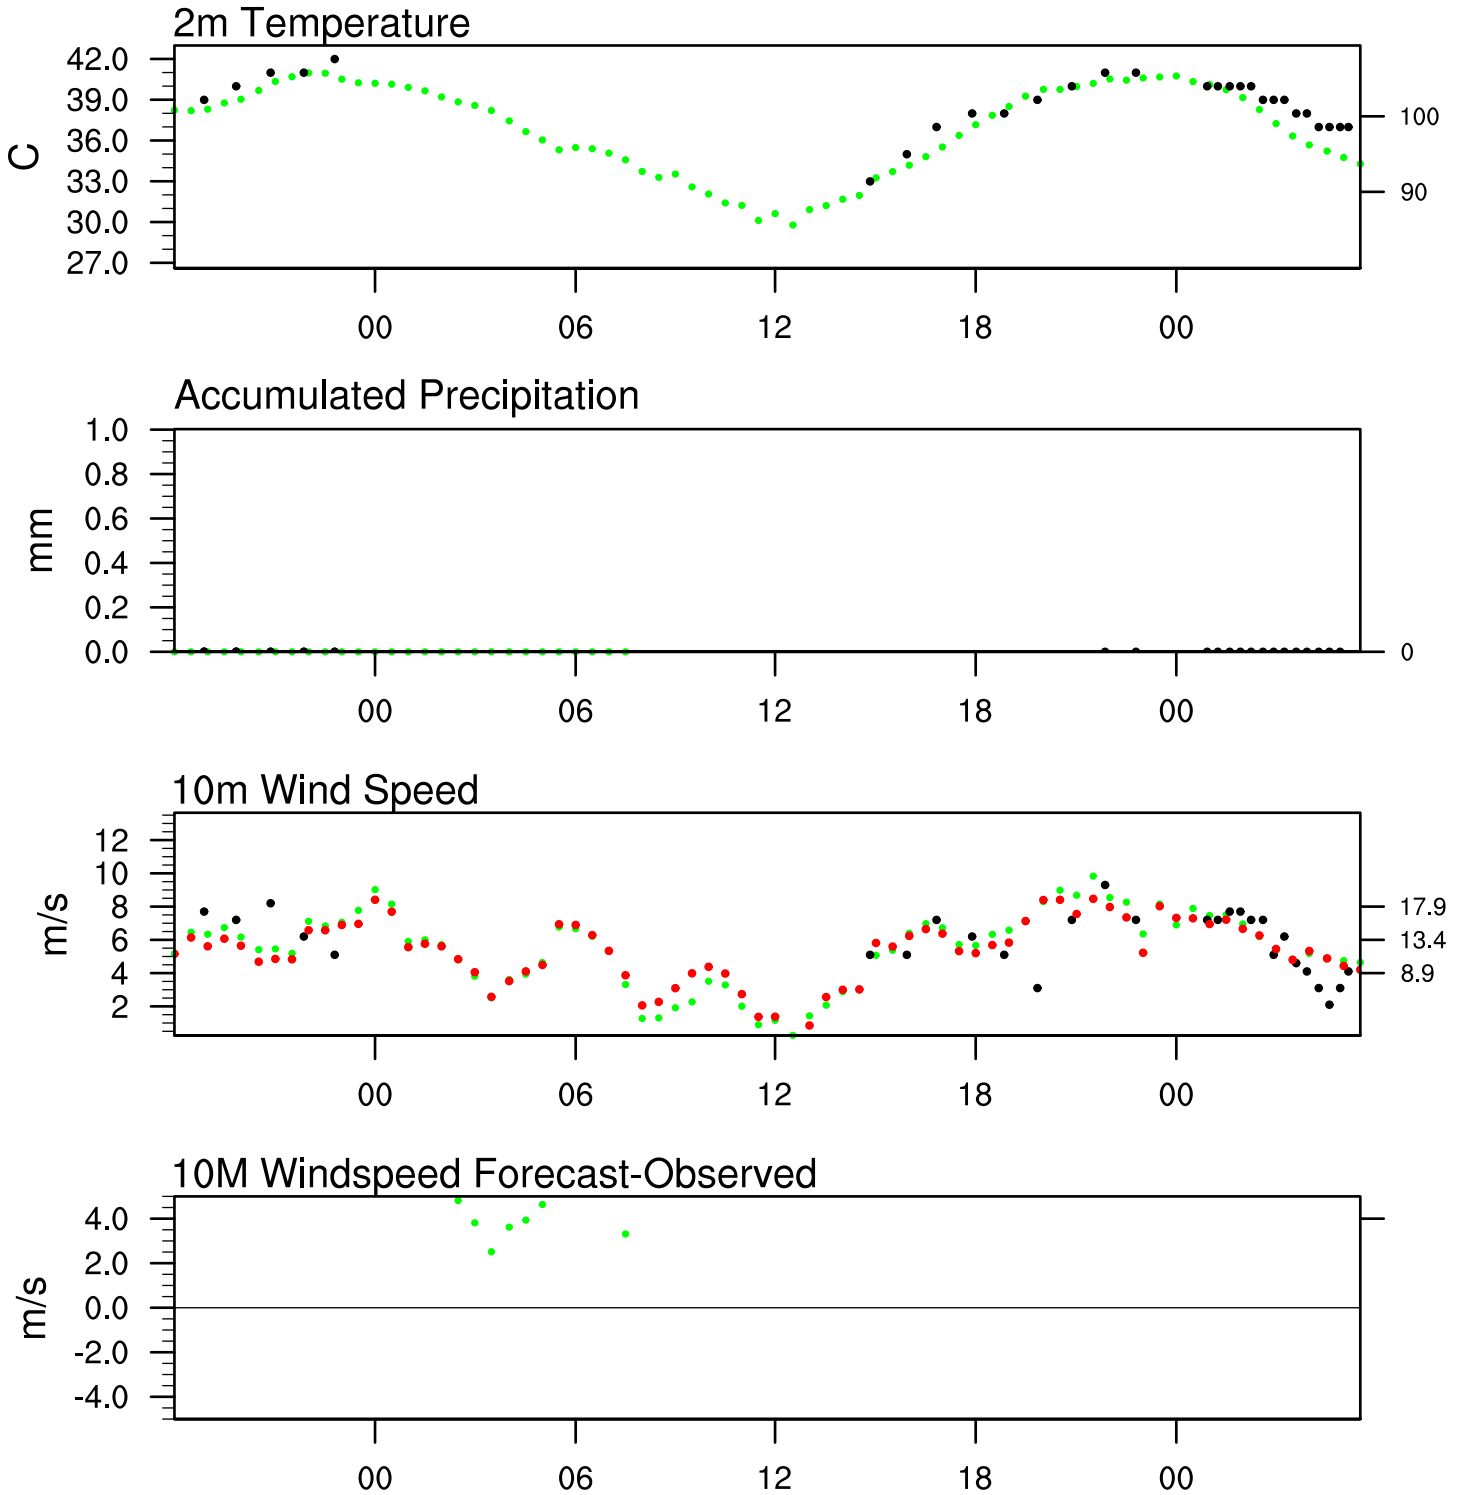 2m Temperature
42.0
39.0
36.0
33.0
30.0
27.0
C
100
90
00 06 12 18 00
Accumulated Precipitation
1.0
0.8
0.6
0.4
0.2
0.0
mm
0
00 06 12 18 00
10m Wind Speed
12
10
8
6
4
2
m/s
17.9
13.4
8.9
00 06 12 18 00
10M Windspeed Forecast-Observed
4.0
2.0
0.0
-2.0
-4.0
m/s
00 06 12 18 00